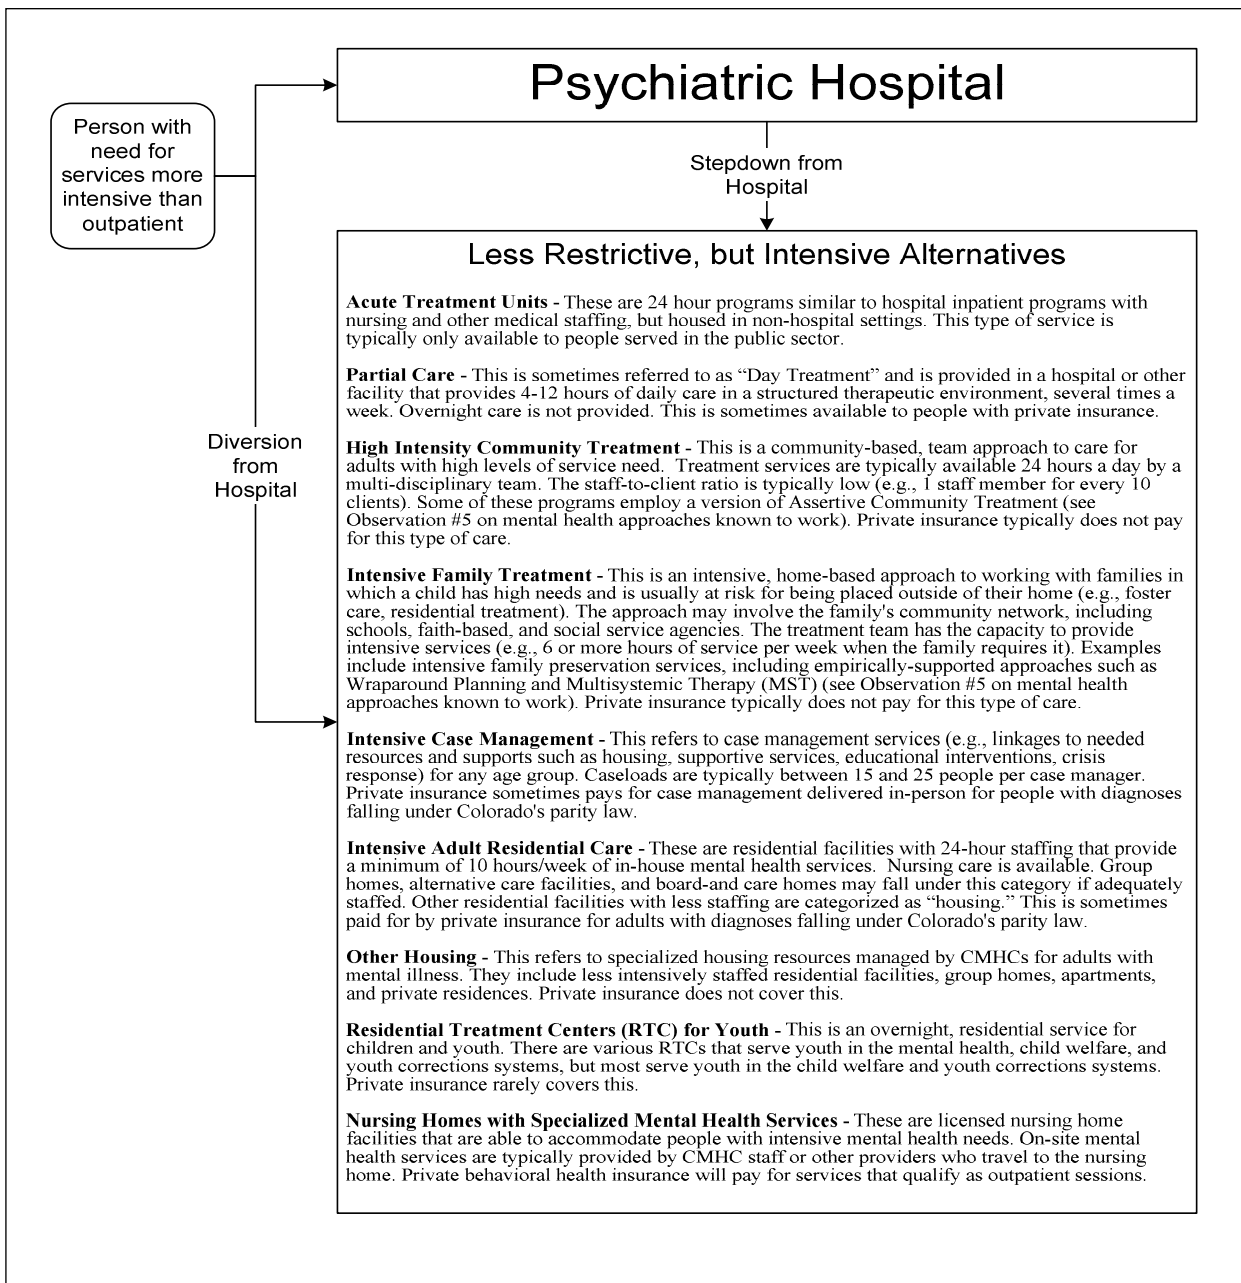 Psychiatric Hospital
Person with
need for
services more
intensive than
outpatient
Stepdown from
Hospital
Diversion
from
Hospital
Less Restrictive, but Intensive Alternatives
Acute Treatment Units - These are 24 hour programs similar to hospital inpatient programs with
nursing and other medical staffing, but housed in non-hospital settings. This type of service is
typically only available to people served in the public sector.
Partial Care - This is sometimes referred to as “Day Treatment” and is provided in a hospital or other
facility that provides 4-12 hours of daily care in a structured therapeutic environment, several times a
week. Overnight care is not provided. This is sometimes available to people with private insurance.
High Intensity Community Treatment - This is a community-based, team approach to care for
adults with high levels of service need.  Treatment services are typically available 24 hours a day by a
multi-disciplinary team. The staff-to-client ratio is typically low (e.g., 1 staff member for every 10
clients). Some of these programs employ a version of Assertive Community Treatment (see
Observation #5 on mental health approaches known to work). Private insurance typically does not pay
for this type of care.
Intensive Family Treatment - This is an intensive, home-based approach to working with families in
which a child has high needs and is usually at risk for being placed outside of their home (e.g., foster
care, residential treatment). The approach may involve the family's community network, including
schools, faith-based, and social service agencies. The treatment team has the capacity to provide
intensive services (e.g., 6 or more hours of service per week when the family requires it). Examples
include intensive family preservation services, including empirically-supported approaches such as
Wraparound Planning and Multisystemic Therapy (MST) (see Observation #5 on mental health
approaches known to work). Private insurance typically does not pay for this type of care.
Intensive Case Management - This refers to case management services (e.g., linkages to needed
resources and supports such as housing, supportive services, educational interventions, crisis
response) for any age group. Caseloads are typically between 15 and 25 people per case manager.
Private insurance sometimes pays for case management delivered in-person for people with diagnoses
falling under Colorado's parity law.
Intensive Adult Residential Care - These are residential facilities with 24-hour staffing that provide
a minimum of 10 hours/week of in-house mental health services.  Nursing care is available. Group
homes, alternative care facilities, and board-and care homes may fall under this category if adequately
staffed. Other residential facilities with less staffing are categorized as “housing.” This is sometimes
paid for by private insurance for adults with diagnoses falling under Colorado's parity law.
Other Housing - This refers to specialized housing resources managed by CMHCs for adults with
mental illness. They include less intensively staffed residential facilities, group homes, apartments,
and private residences. Private insurance does not cover this.
Residential Treatment Centers (RTC) for Youth - This is an overnight, residential service for
children and youth. There are various RTCs that serve youth in the mental health, child welfare, and
youth corrections systems, but most serve youth in the child welfare and youth corrections systems.
Private insurance rarely covers this.
Nursing Homes with Specialized Mental Health Services - These are licensed nursing home
facilities that are able to accommodate people with intensive mental health needs. On-site mental
health services are typically provided by CMHC staff or other providers who travel to the nursing
home. Private behavioral health insurance will pay for services that qualify as outpatient sessions.